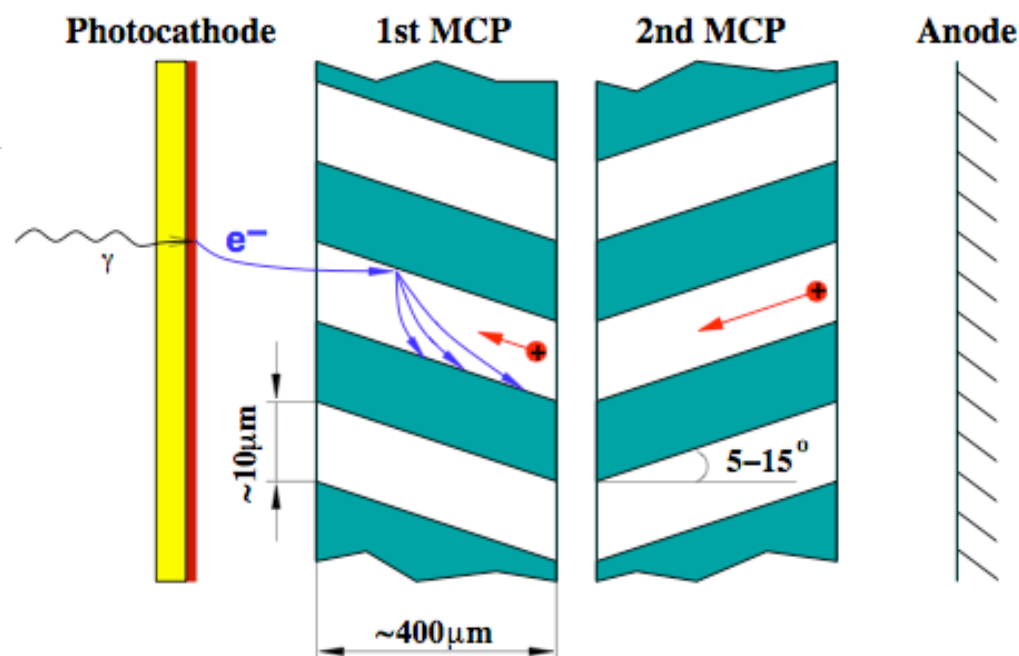 Photocathode
1st MCP
2nd MCP
Anode
γ
e−
+
+
~10μm
5−15°
~400μm